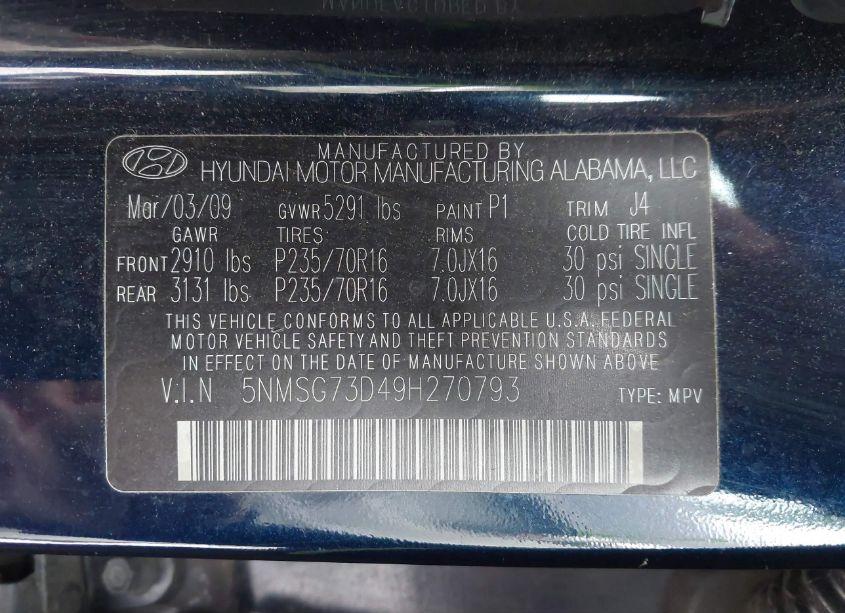 MANUFACTURED BY
HYUNDAI MOTOR MANUFACTURING ALABAMA, LLC
Mar/03/09 GVWR 5291 lbs PAINT P1 TRIM J4
GAWR TIRES RIMS COLD TIRE INFL
FRONT 2910 lbs P235/70R16 7.0JX16 30 psi SINGLE
REAR 3131 lbs P235/70R16 7.0JX16 30 psi SINGLE
THIS VEHICLE CONFORMS TO ALL APPLICABLE U.S.A. FEDERAL
MOTOR VEHICLE SAFETY AND THEFT PREVENTION STANDARDS
IN EFFECT ON THE DATE OF MANUFACTURE SHOWN ABOVE
V.I.N 5NMSG73D49H270793 TYPE: MPV